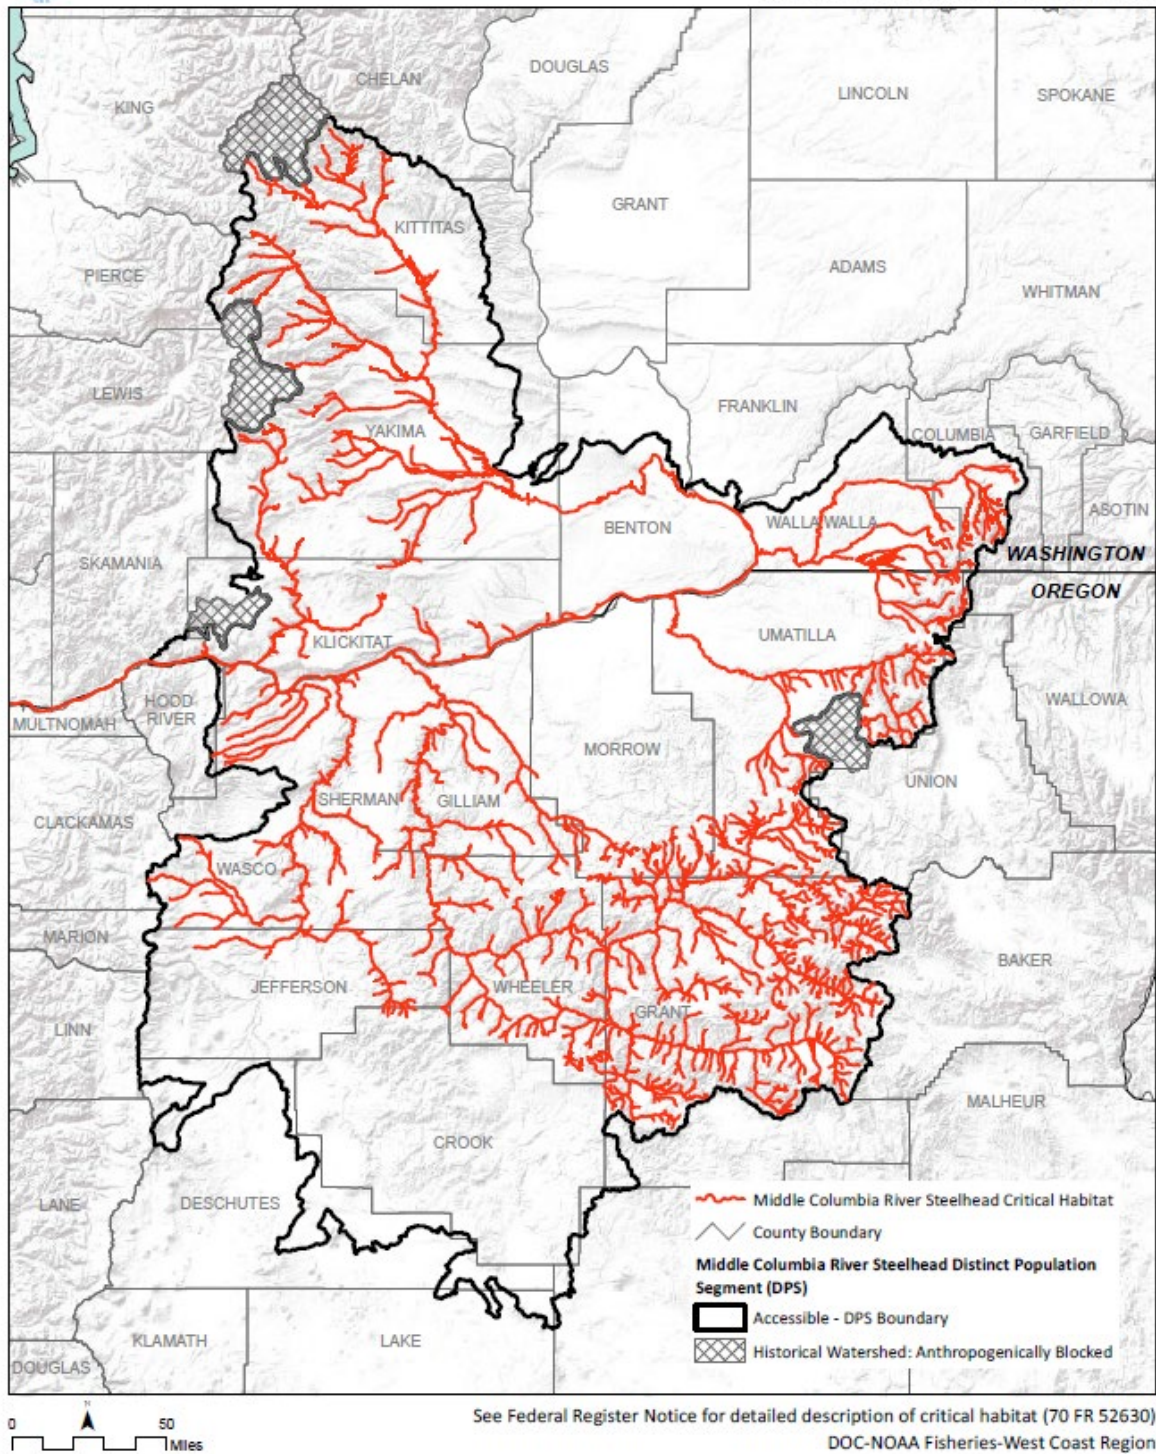 CHELAN
DOUGLAS
KING
LINCOLN
SPOKANE
GRANT
KITTITAS
PIERCE
ADAMS
WHITMAN
LEWIS
FRANKLIN
YAKIMA
COLUMBIA
GARFIELD
ASOTIN
BENTON
WALLA WALLA
SKAMANIA
WASHINGTON
OREGON
KLICKITAT
UMATILLA
WALLOWA
HOOD
RIVER
MULTNOMAH
MORROW
UNION
SHERMAN
GILLIAM
CLACKAMAS
WASCO
MARION
BAKER
JEFFERSON
WHEELER
GRANT
LINN
MALHEUR
CROOK
LANE
DESCHUTES
KLAMATH
LAKE
DOUGLAS
Middle Columbia River Steelhead Critical Habitat
County Boundary
Middle Columbia River Steelhead Distinct Population
Segment (DPS)
Accessible - DPS Boundary
Historical Watershed: Anthropogenically Blocked
0 N 50
Miles
See Federal Register Notice for detailed description of critical habitat (70 FR 52630)
DOC-NOAA Fisheries-West Coast Region